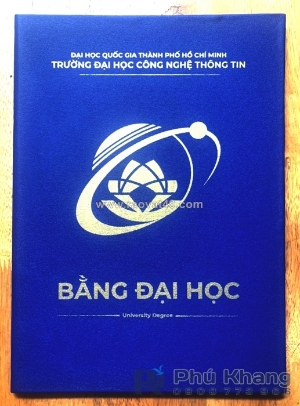 ĐẠI HỌC QUỐC GIA THÀNH PHỐ HỒ CHÍ MINH
TRƯỜNG ĐẠI HỌC CÔNG NGHỆ THÔNG TIN
BẰNG ĐẠI HỌC
University Degree
Phú Khang